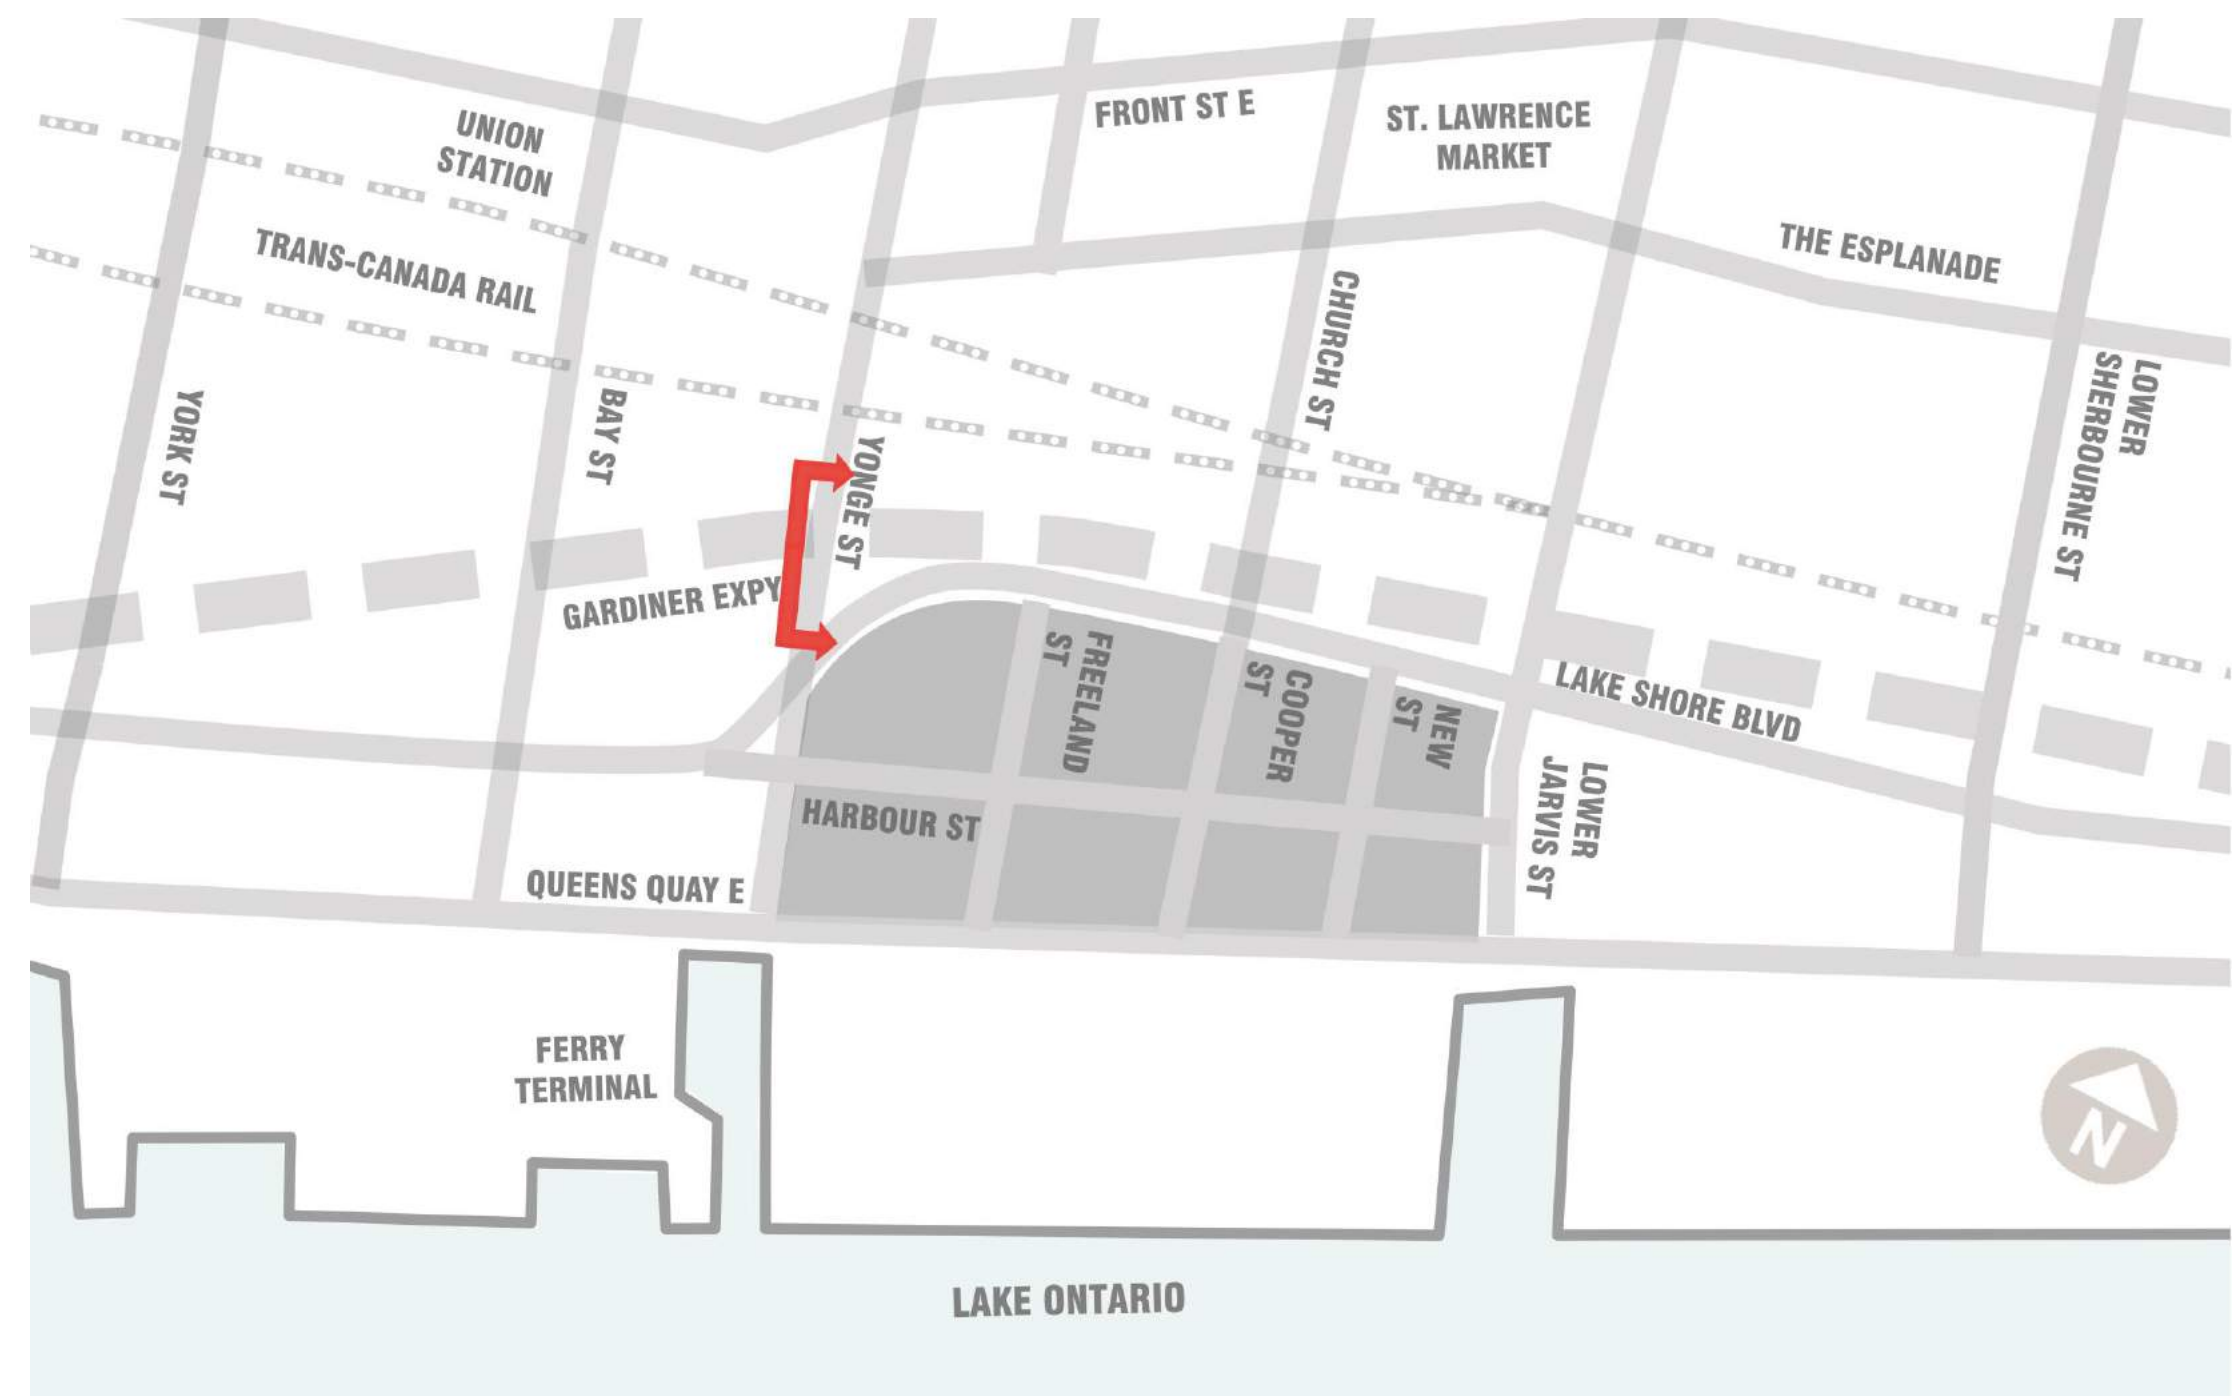 FRONT ST E
ST. LAWRENCE
MARKET
UNION
STATION
TRANS-CANADA RAIL
THE ESPLANADE
CHURCH ST
LOWER
SHERBOURNE ST
YORK ST
BAY ST
YONGE ST
GARDINER EXPY
FREELAND
ST
COOPER
ST
NEW
ST
LAKE SHORE BLVD
LOWER
JARVIS ST
HARBOUR ST
QUEENS QUAY E
FERRY
TERMINAL
N
LAKE ONTARIO